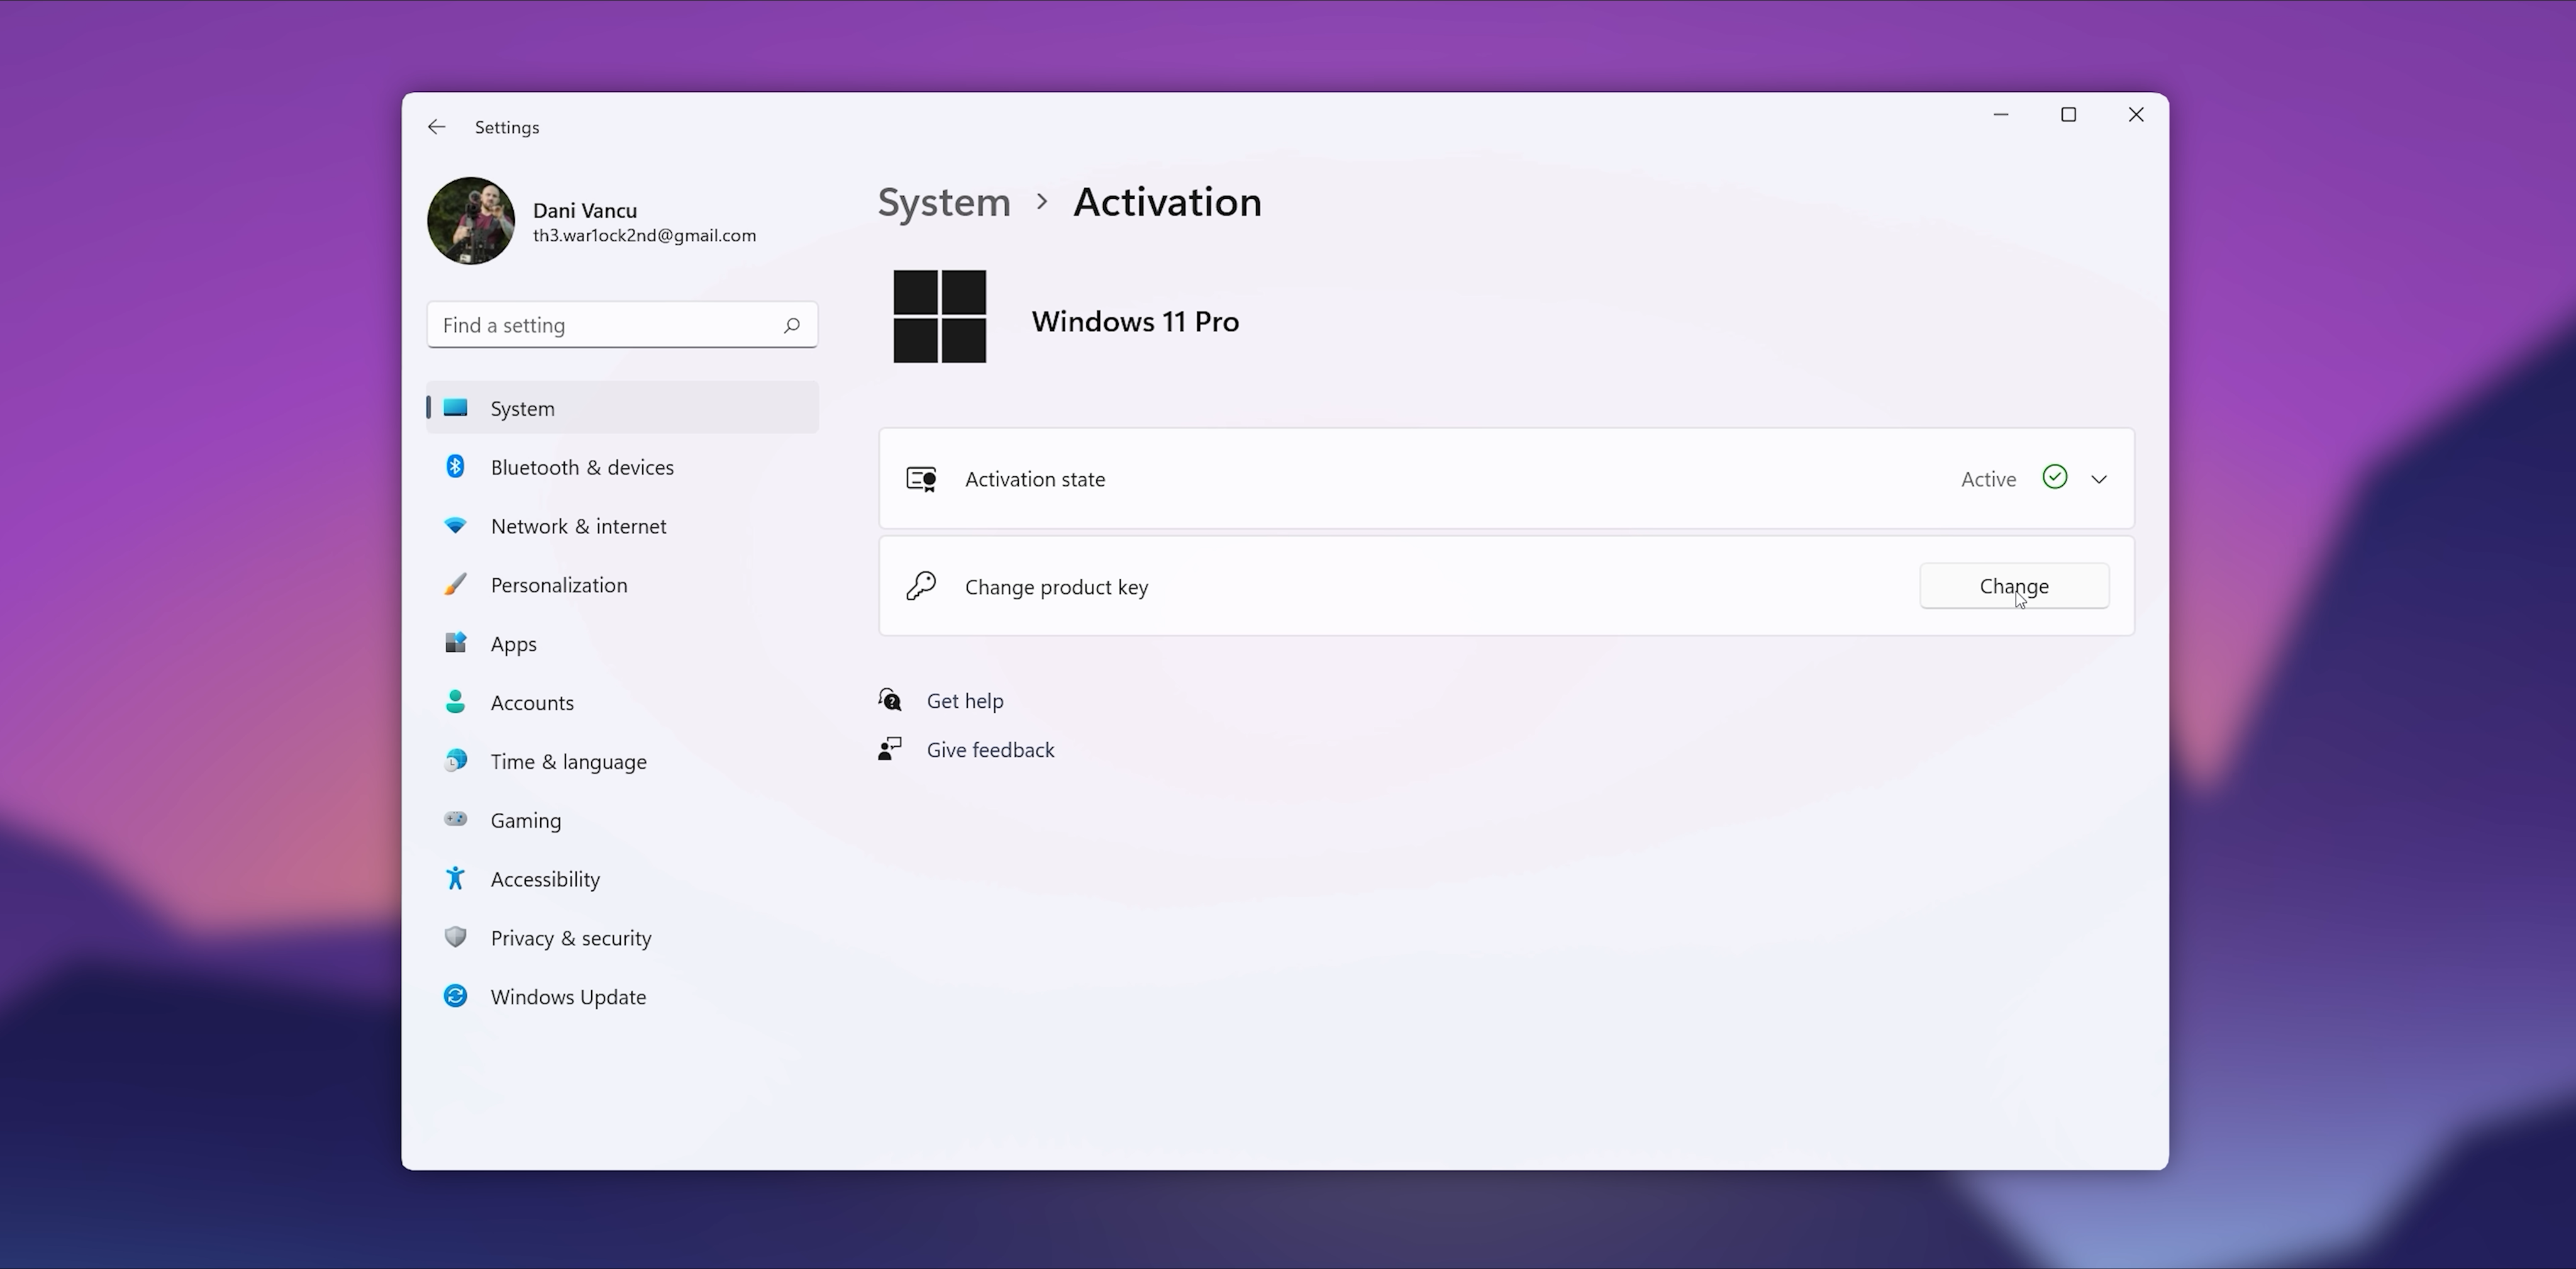 Settings
Dani Vancu
th3.war1ock2nd@gmail.com
Find a setting
System
Bluetooth & devices
Network & internet
Personalization
Apps
Accounts
Time & language
Gaming
Accessibility
Privacy & security
Windows Update
System > Activation
Windows 11 Pro
Activation state Active
Change product key Change
Get help
Give feedback